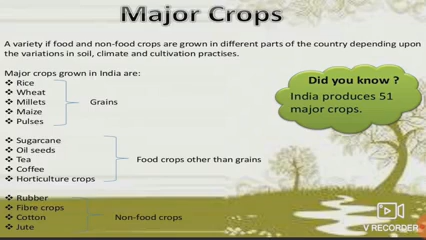 Major Crops
A variety if food and non-food crops are grown in different parts of the country depending upon
the variations in soil, climate and cultivation practises.
Major crops grown in India are:
❖ Rice
❖ Wheat
❖ Millets
❖ Maize
❖ Pulses
Grains
❖ Sugarcane
❖ Oil seeds
❖ Tea
❖ Coffee
❖ Horticulture crops
Food crops other than grains
❖ Rubber
❖ Fibre crops
❖ Cotton
❖ Jute
Non-food crops
Did you know ?
India produces 51
major crops.
V RECORDER